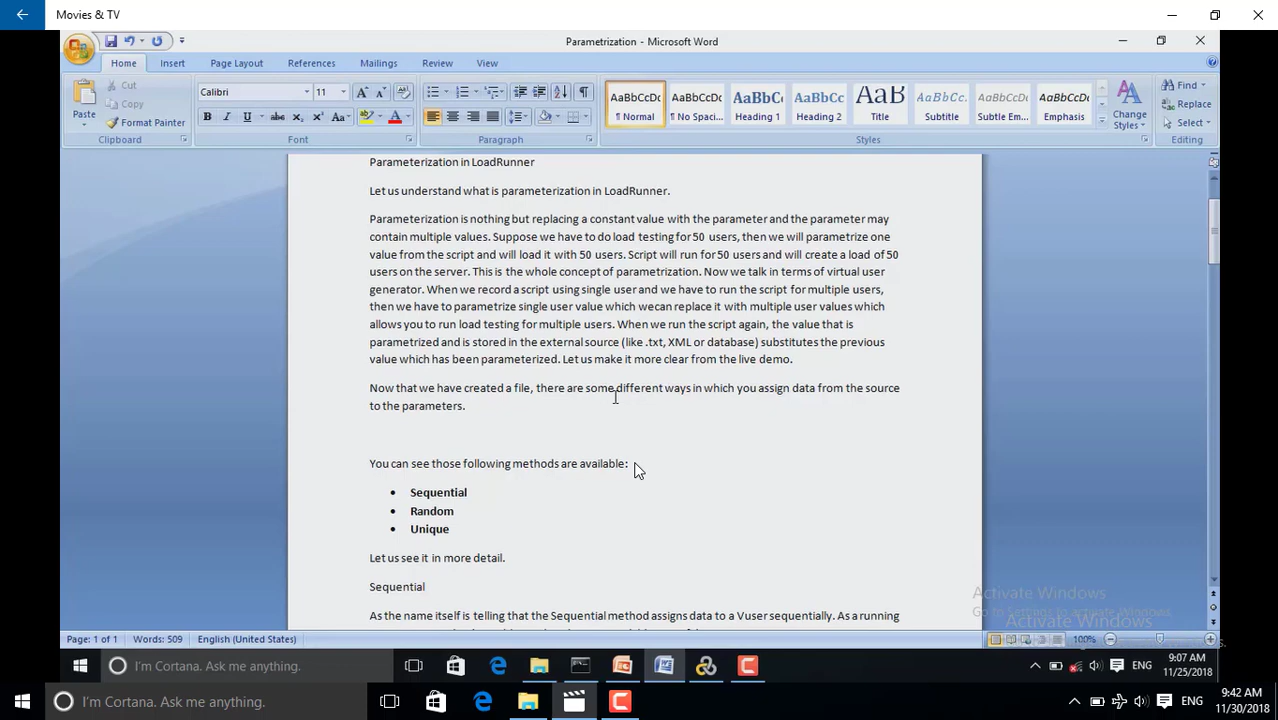 Movies & TV
Parametrization - Microsoft Word
Home Insert Page Layout References Mailings Review View
Cut
Copy
Format Painter
Paste
Clipboard
Calibri 11
Font
Paragraph
AaBbCcDc AaBbCcDc AaBbC AaBbCc AaB AaBbCc. AaBbCcDc AaBbCcDc
¶ Normal ¶ No Spaci... Heading 1 Heading 2 Title Subtitle Subtle Em... Emphasis
Change
Styles
Styles
Find
Replace
Select
Editing
Parameterization in LoadRunner
Let us understand what is parameterization in LoadRunner.
Parameterization is nothing but replacing a constant value with the parameter and the parameter may
contain multiple values. Suppose we have to do load testing for 50 users, then we will parametrize one
value from the script and will load it with 50 users. Script will run for 50 users and will create a load of 50
users on the server. This is the whole concept of parametrization. Now we talk in terms of virtual user
generator. When we record a script using single user and we have to run the script for multiple users,
then we have to parametrize single user value which wecan replace it with multiple user values which
allows you to run load testing for multiple users. When we run the script again, the value that is
parametrized and is stored in the external source (like .txt, XML or database) substitutes the previous
value which has been parameterized. Let us make it more clear from the live demo.
Now that we have created a file, there are some different ways in which you assign data from the source
to the parameters.
You can see those following methods are available:
• Sequential
• Random
• Unique
Let us see it in more detail.
Sequential
As the name itself is telling that the Sequential method assigns data to a Vuser sequentially. As a running
Activate Windows
Go to Settings to activate Windows.
Activate Windows
Page: 1 of 1 Words: 509 English (United States) 100%
I'm Cortana. Ask me anything. ENG 9:07 AM
11/25/2018
I'm Cortana. Ask me anything. ENG 9:42 AM
11/30/2018